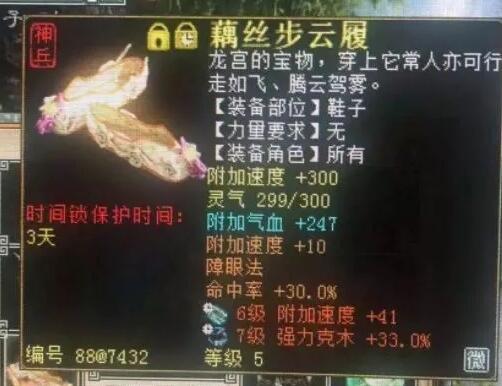 子
神兵
藕丝步云履
龙宫的宝物，穿上它常人亦可行
走如飞、腾云驾雾。
【装备部位】鞋子
【力量要求】无
【装备角色】所有
附加速度 +300
灵气 299/300
附加气血 +247
附加速度 +10
障眼法
命中率 +30.0%
6级 附加速度 +41
7级 强力克木 +33.0%
时间锁保护时间：
3天
编号 88@7432
等级 5
微